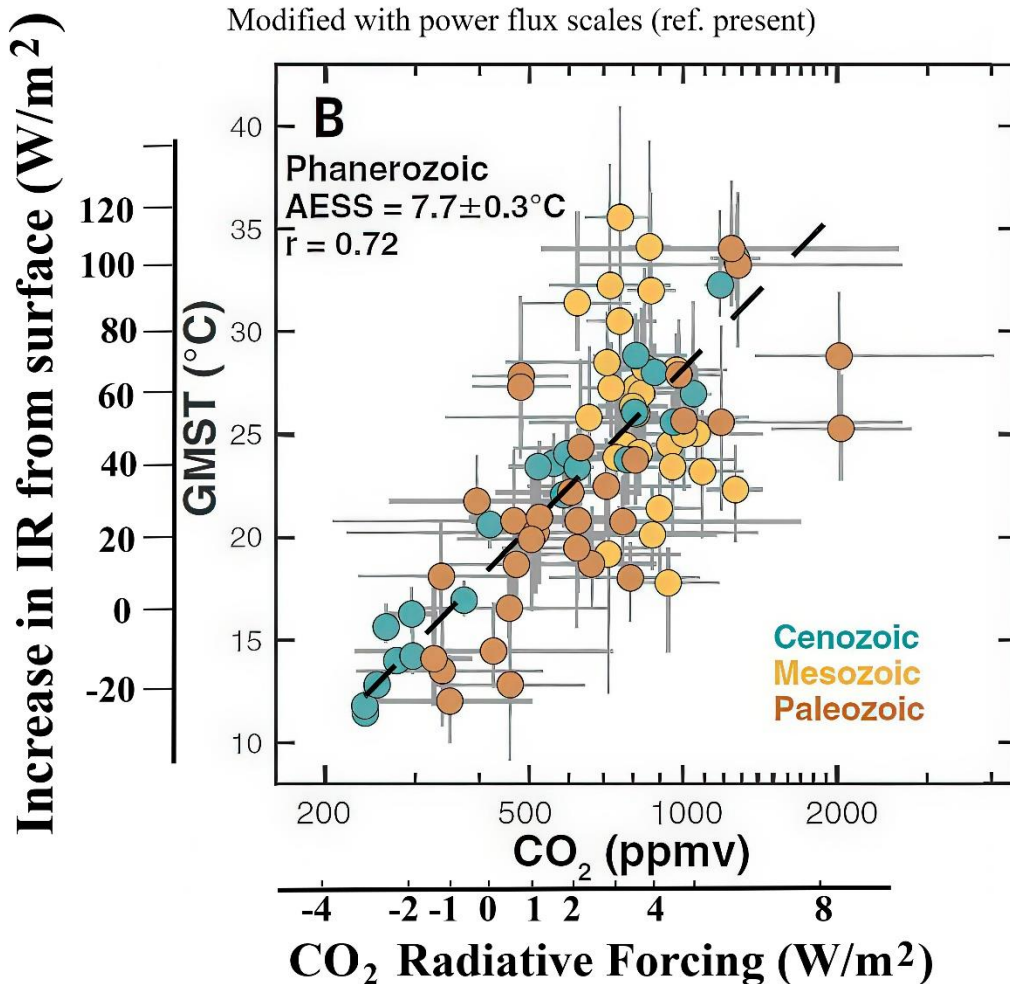 Modified with power flux scales (ref. present)
Increase in IR from surface (W/m²)
120
100
80
60
40
20
0
-20
GMST (°C)
40
35
30
25
20
15
10
B
Phanerozoic
AESS = 7.7±0.3°C
r = 0.72
Cenozoic
Mesozoic
Paleozoic
200 500 1000 2000
CO₂ (ppmv)
-4 -2 -1 0 1 2 4 8
CO₂ Radiative Forcing (W/m²)